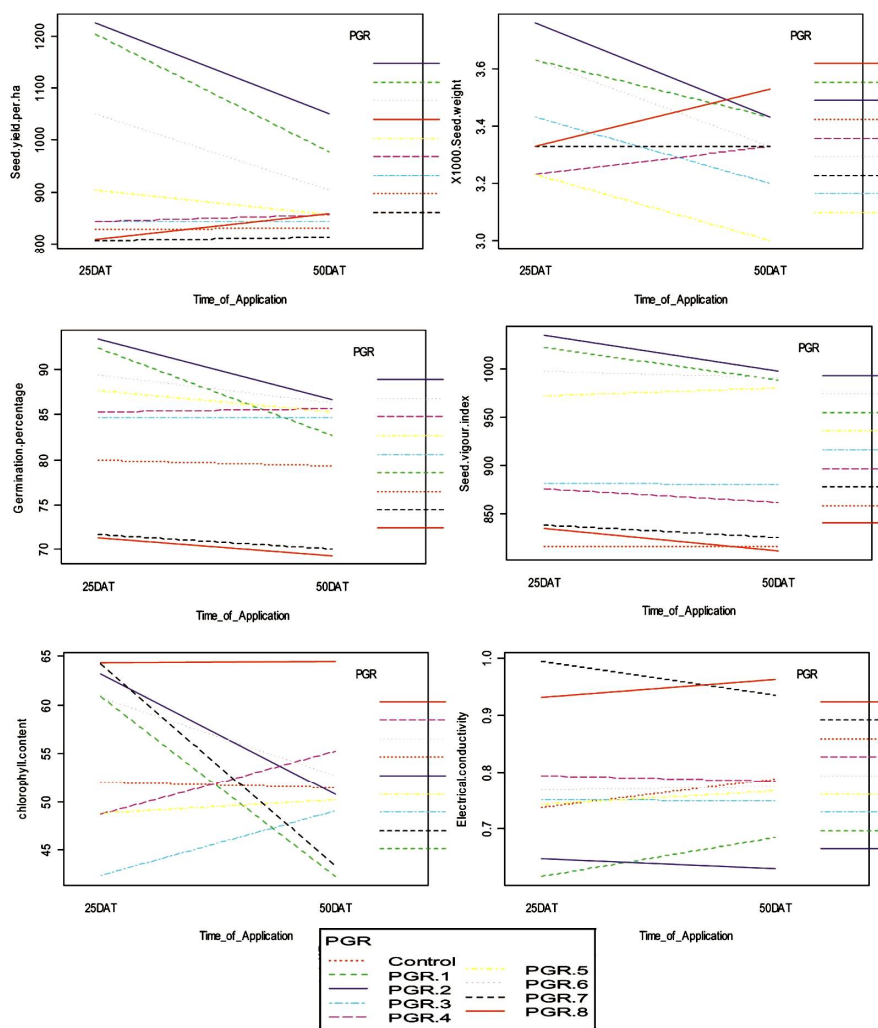 Seed.yield.per.ha
800 900 1000 1100 1200
PGR
25DAT 50DAT
Time_of_Application
X1000.Seed.weight
3.0 3.2 3.4 3.6
PGR
25DAT 50DAT
Time_of_Application
Germination.percentage
70 75 80 85 90
PGR
25DAT 50DAT
Time_of_Application
Seed.vigour.index
850 900 950 1000
PGR
25DAT 50DAT
Time_of_Application
chlorophyll.content
45 50 55 60 65
PGR
25DAT 50DAT
Time_of_Application
Electrical.conductivity
0.7 0.8 0.9 1.0
PGR
25DAT 50DAT
Time_of_Application
PGR
Control
PGR.1
PGR.2
PGR.3
PGR.4
PGR.5
PGR.6
PGR.7
PGR.8